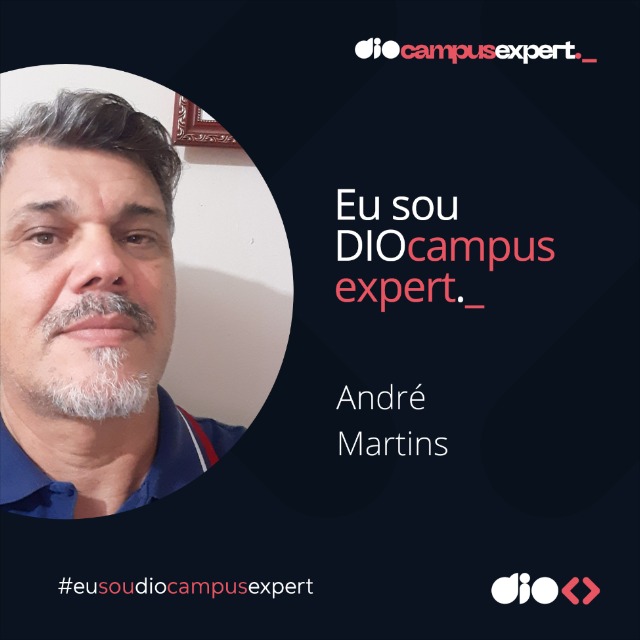 diocampusexpert._
Eu sou
DIOcampus
expert._
André
Martins
#eusoudiocampusexpert
dio<>